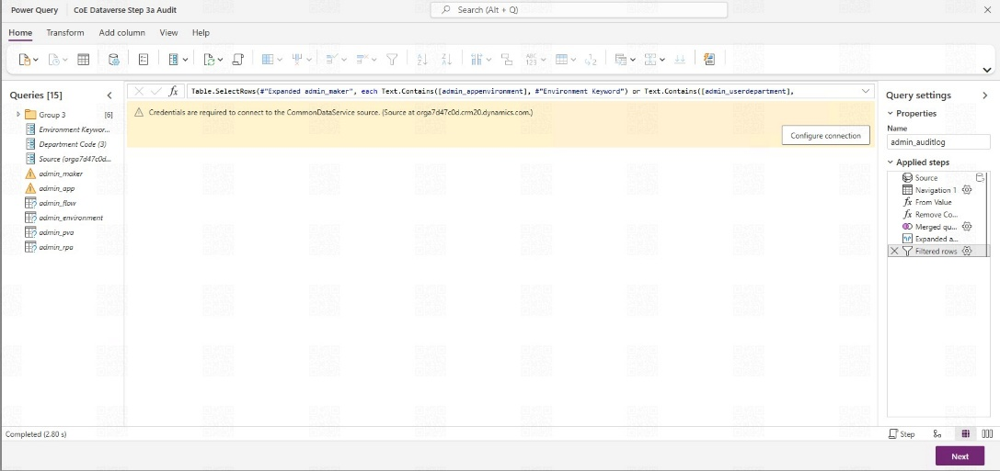 Power Query CoE Dataverse Step 3a Audit Search (Alt + Q)
Home Transform Add column View Help
Queries [15]
Group 3 [6]
Environment Keywor...
Department Code (3)
Source (orga7d47c0d...
admin_maker
admin_app
admin_flow
admin_environment
admin_pva
admin_rpa
fx Table.SelectRows(#"Expanded admin_maker", each Text.Contains([admin_appenvironment], #"Environment Keyword") or Text.Contains([admin_userdepartment],
Credentials are required to connect to the CommonDataService source. (Source at orga7d47c0d.crm20.dynamics.com.)
Configure connection
Query settings
Properties
Name
admin_auditlog
Applied steps
Source
Navigation 1
fx From Value
fx Remove Co...
Merged qu...
Expanded a...
Filtered rows
Completed (2.80 s) Step
Next